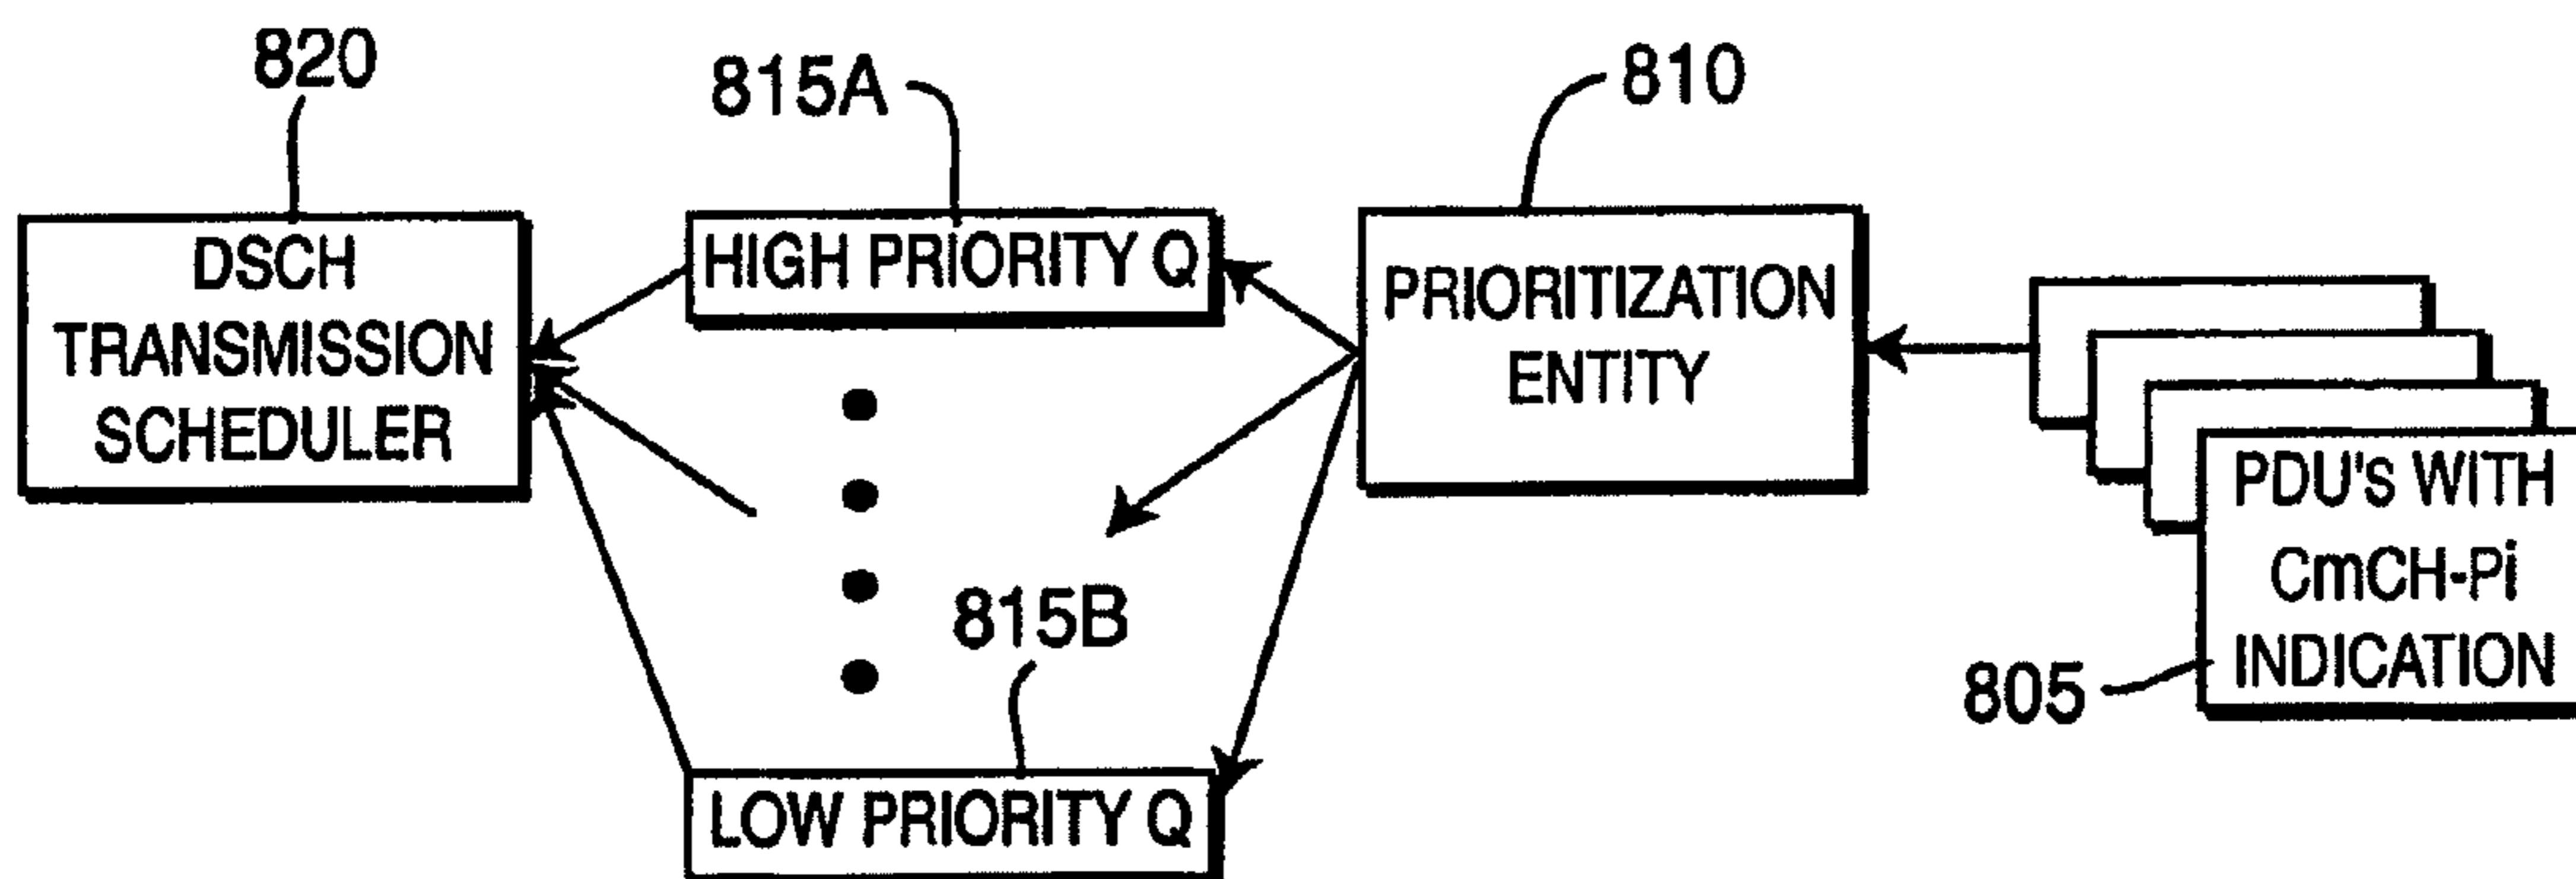 820
815A
810
DSCH
TRANSMISSION
SCHEDULER
HIGH PRIORITY Q
PRIORITIZATION
ENTITY
PDU'S WITH
CmCH-Pi
INDICATION
805
815B
LOW PRIORITY Q